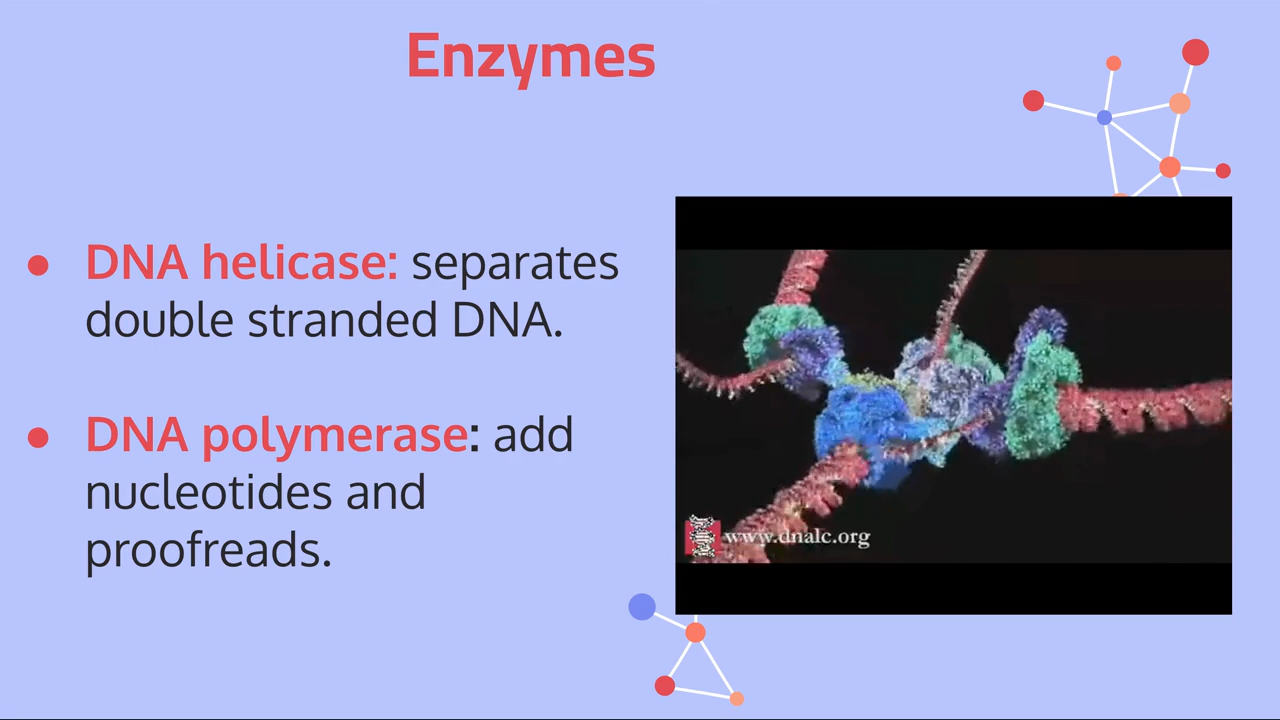 Enzymes
● DNA helicase: separates
double stranded DNA.
● DNA polymerase: add
nucleotides and
proofreads.
www.dnalc.org